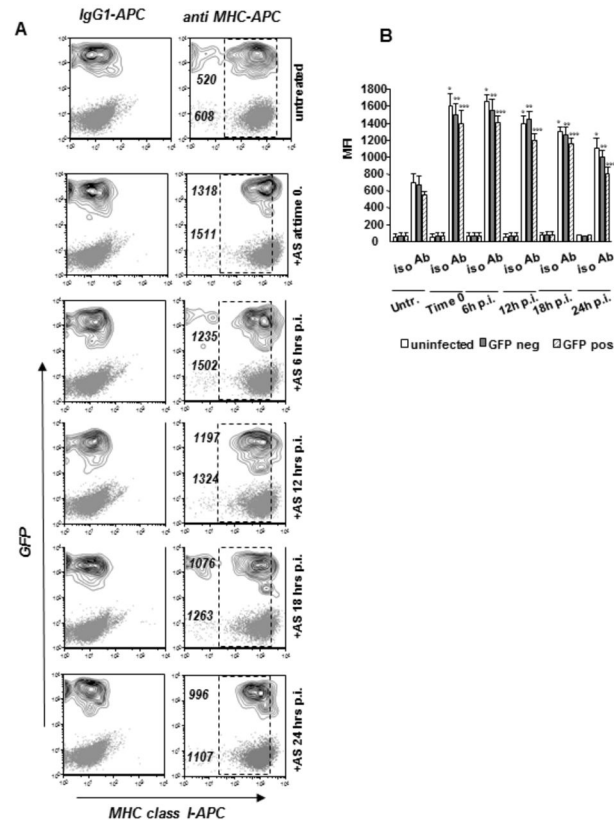 A
IgG1-APC
anti MHC-APC
520
608
untreated
1318
1511
+AS at time 0.
1235
1502
+AS 6 hrs p.i.
1197
1324
+AS 12 hrs p.i.
1076
1263
+AS 18 hrs p.i.
996
1107
+AS 24 hrs p.i.
GFP
MHC class I-APC
B
MFI
1800
1600
1400
1200
1000
800
600
400
200
0
* ** *** * ** *** * ** *** * ** *** * ** ***
iso Ab iso Ab iso Ab iso Ab iso Ab iso Ab
Untr. Time 0 6h p.i. 12h p.i. 18h p.i. 24h p.i.
uninfected GFP neg GFP pos